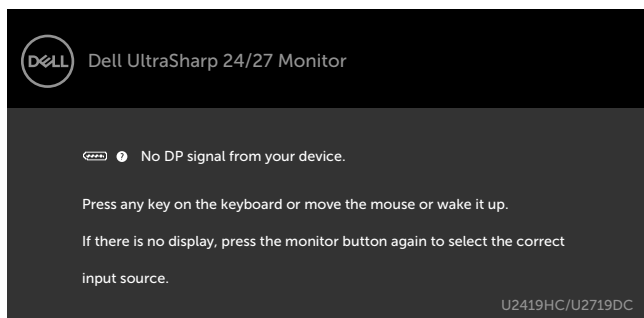 DELL Dell UltraSharp 24/27 Monitor
No DP signal from your device.
Press any key on the keyboard or move the mouse or wake it up.
If there is no display, press the monitor button again to select the correct
input source.
U2419HC/U2719DC